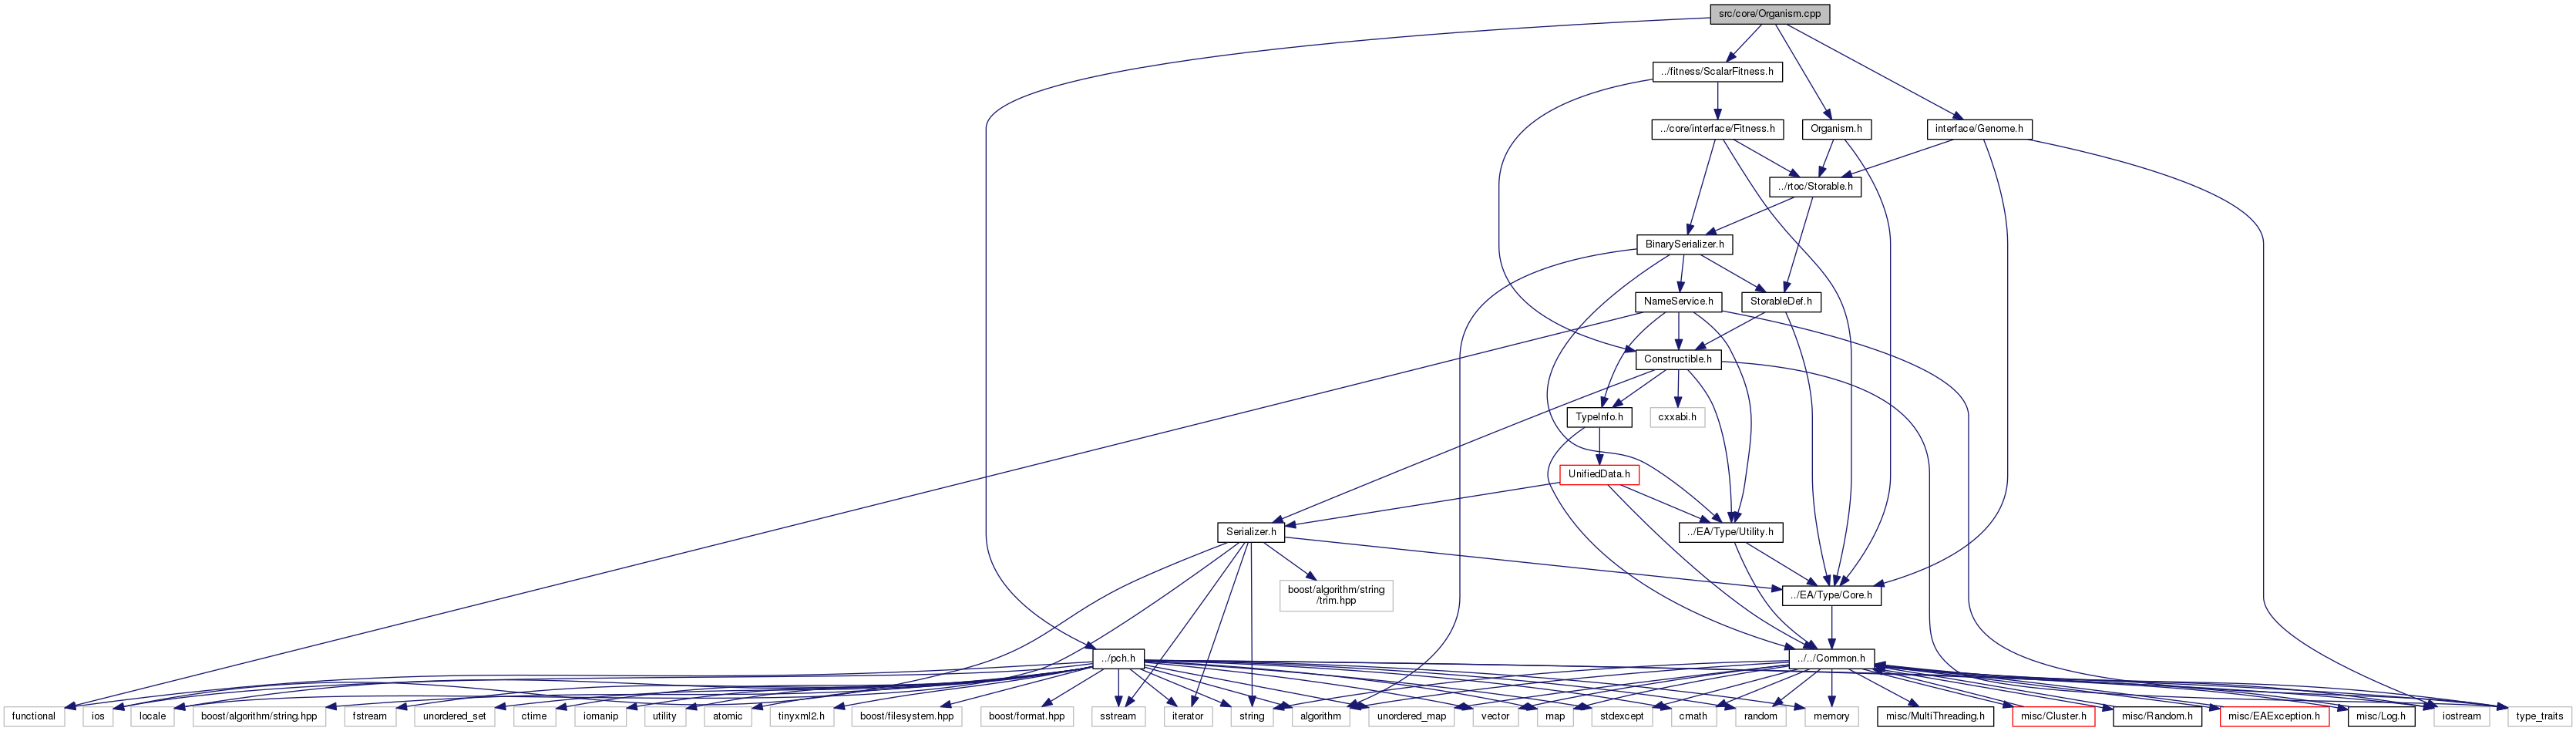 src/core/Organism.cpp
../fitness/ScalarFitness.h
../core/interface/Fitness.h
Organism.h
interface/Genome.h
../rtoc/Storable.h
BinarySerializer.h
NameService.h
StorableDef.h
Constructible.h
TypeInfo.h
cxxabi.h
UnifiedData.h
Serializer.h
../EA/Type/Utility.h
boost/algorithm/string
/trim.hpp
../EA/Type/Core.h
../pch.h
../../Common.h
functional
ios
locale
boost/algorithm/string.hpp
fstream
unordered_set
ctime
iomanip
utility
atomic
tinyxml2.h
boost/filesystem.hpp
boost/format.hpp
sstream
iterator
string
algorithm
unordered_map
vector
map
stdexcept
cmath
random
memory
misc/MultiThreading.h
misc/Cluster.h
misc/Random.h
misc/EAException.h
misc/Log.h
iostream
type_traits